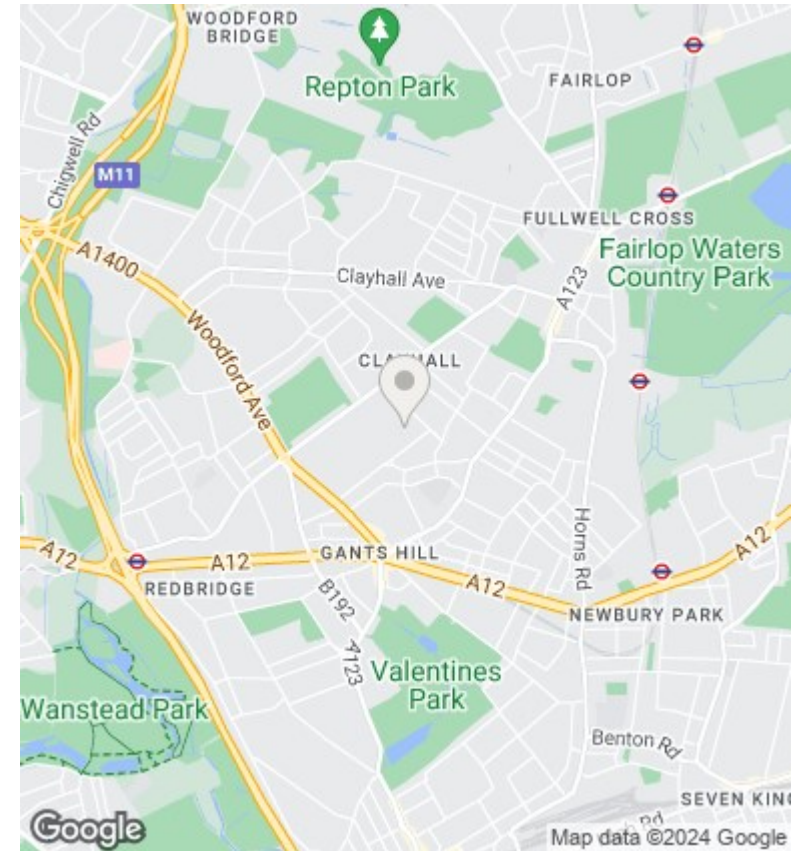 WOODFORD
BRIDGE
Repton Park
FAIRLOP
Chigwell Rd
M11
FULLWELL CROSS
A1400
Fairlop Waters
Country Park
Clayhall Ave
A123
Woodford Ave
CLAYHALL
Horns Rd
A12
A12
GANTS HILL
A12
A12
REDBRIDGE
B192
NEWBURY PARK
A123
Valentines
Park
Wanstead Park
Benton Rd
SEVEN KING
Rd
Google
Map data ©2024 Google